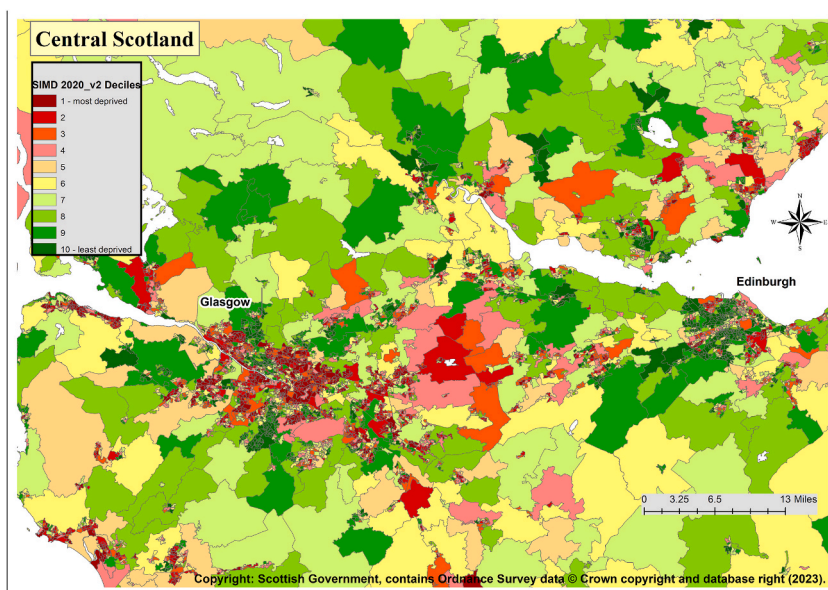 Central Scotland
SIMD 2020_v2 Deciles
1 - most deprived
2
3
4
5
6
7
8
9
10 - least deprived
N
W
E
S
Edinburgh
Glasgow
0 3.25 6.5 13 Miles
Copyright: Scottish Government, contains Ordnance Survey data © Crown copyright and database right (2023).